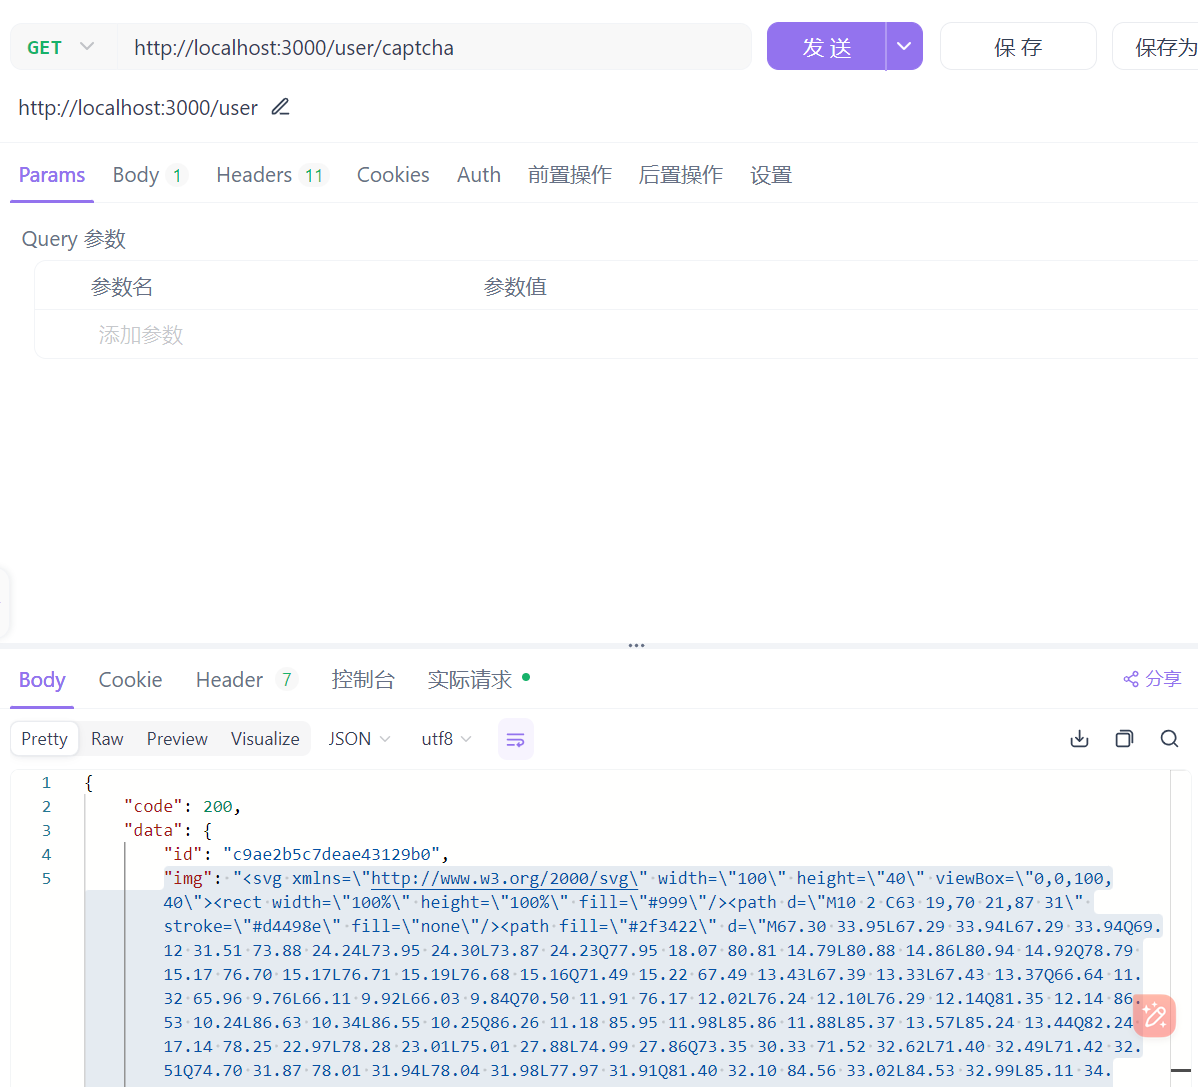 GET http://localhost:3000/user/captcha 发 送 保 存 保存为
http://localhost:3000/user
Params Body 1 Headers 11 Cookies Auth 前置操作 后置操作 设置
Query 参数
参数名 参数值
添加参数
Body Cookie Header 7 控制台 实际请求 分享
Pretty Raw Preview Visualize JSON utf8
1 {
2 "code": 200,
3 "data": {
4 "id": "c9ae2b5c7deae43129b0",
5 "img": "<svg xmlns=\"http://www.w3.org/2000/svg\" width=\"100\" height=\"40\" viewBox=\"0,0,100,
40\"><rect width=\"100%\" height=\"100%\" fill=\"#999\"/><path d=\"M10 2 C63 19,70 21,87 31\"
stroke=\"#d4498e\" fill=\"none\"/><path fill=\"#2f3422\" d=\"M67.30 33.95L67.29 33.94L67.29 33.94Q69.
12 31.51 73.88 24.24L73.95 24.30L73.87 24.23Q77.95 18.07 80.81 14.79L80.88 14.86L80.94 14.92Q78.79
15.17 76.70 15.17L76.71 15.19L76.68 15.16Q71.49 15.22 67.49 13.43L67.39 13.33L67.43 13.37Q66.64 11.
32 65.96 9.76L66.11 9.92L66.03 9.84Q70.50 11.91 76.17 12.02L76.24 12.10L76.29 12.14Q81.35 12.14 86.
53 10.24L86.63 10.34L86.55 10.25Q86.26 11.18 85.95 11.98L85.86 11.88L85.37 13.57L85.24 13.44Q82.24
17.14 78.25 22.97L78.28 23.01L75.01 27.88L74.99 27.86Q73.35 30.33 71.52 32.62L71.40 32.49L71.42 32.
51Q74.70 31.87 78.01 31.94L78.04 31.98L77.97 31.91Q81.40 32.10 84.56 33.02L84.53 32.99L85.11 34.